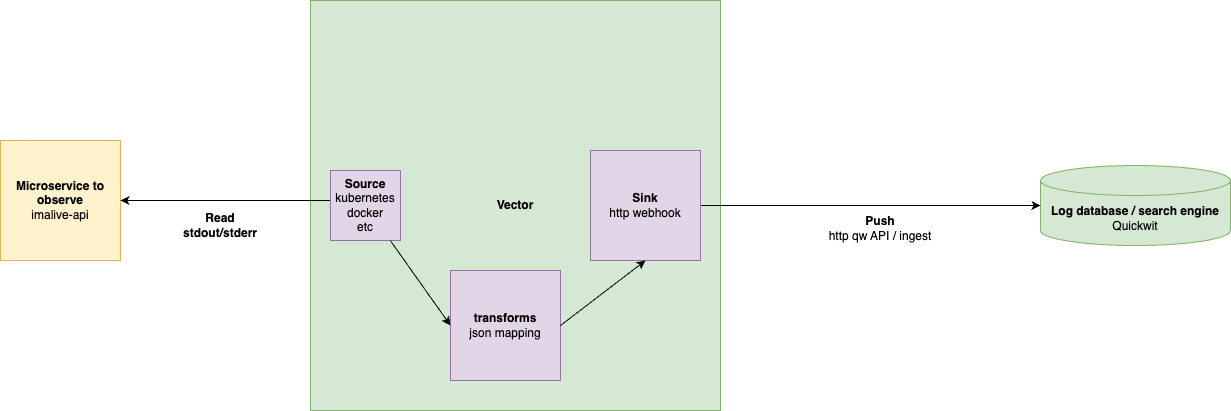 Microservice to
observe
imalive-api
Read
stdout/stderr
Source
kubernetes
docker
etc
Vector
transforms
json mapping
Sink
http webhook
Push
http qw API / ingest
Log database / search engine
Quickwit